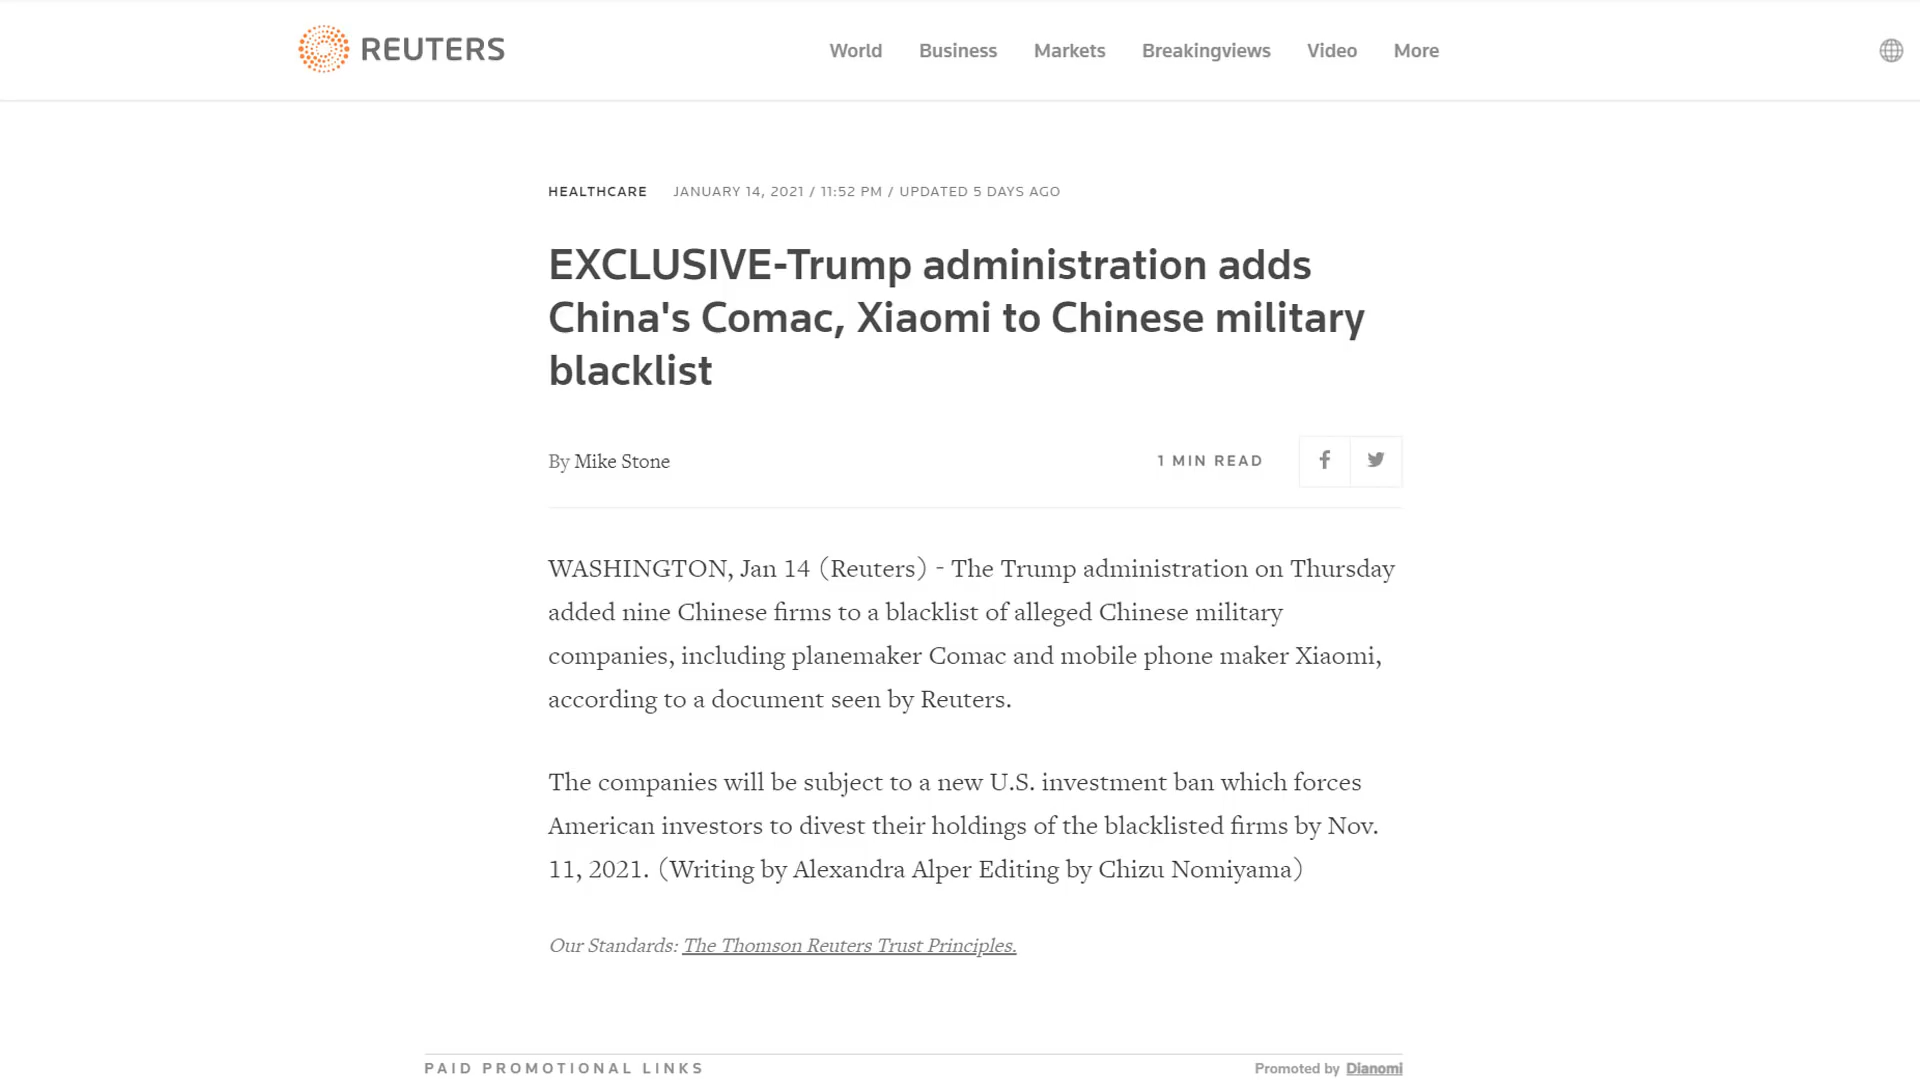 REUTERS
World Business Markets Breakingviews Video More
HEALTHCARE JANUARY 14, 2021 / 11:52 PM / UPDATED 5 DAYS AGO
EXCLUSIVE-Trump administration adds
China's Comac, Xiaomi to Chinese military
blacklist
By Mike Stone
1 MIN READ
WASHINGTON, Jan 14 (Reuters) - The Trump administration on Thursday
added nine Chinese firms to a blacklist of alleged Chinese military
companies, including planemaker Comac and mobile phone maker Xiaomi,
according to a document seen by Reuters.
The companies will be subject to a new U.S. investment ban which forces
American investors to divest their holdings of the blacklisted firms by Nov.
11, 2021. (Writing by Alexandra Alper Editing by Chizu Nomiyama)
Our Standards: The Thomson Reuters Trust Principles.
PAID PROMOTIONAL LINKS
Promoted by Dianomi